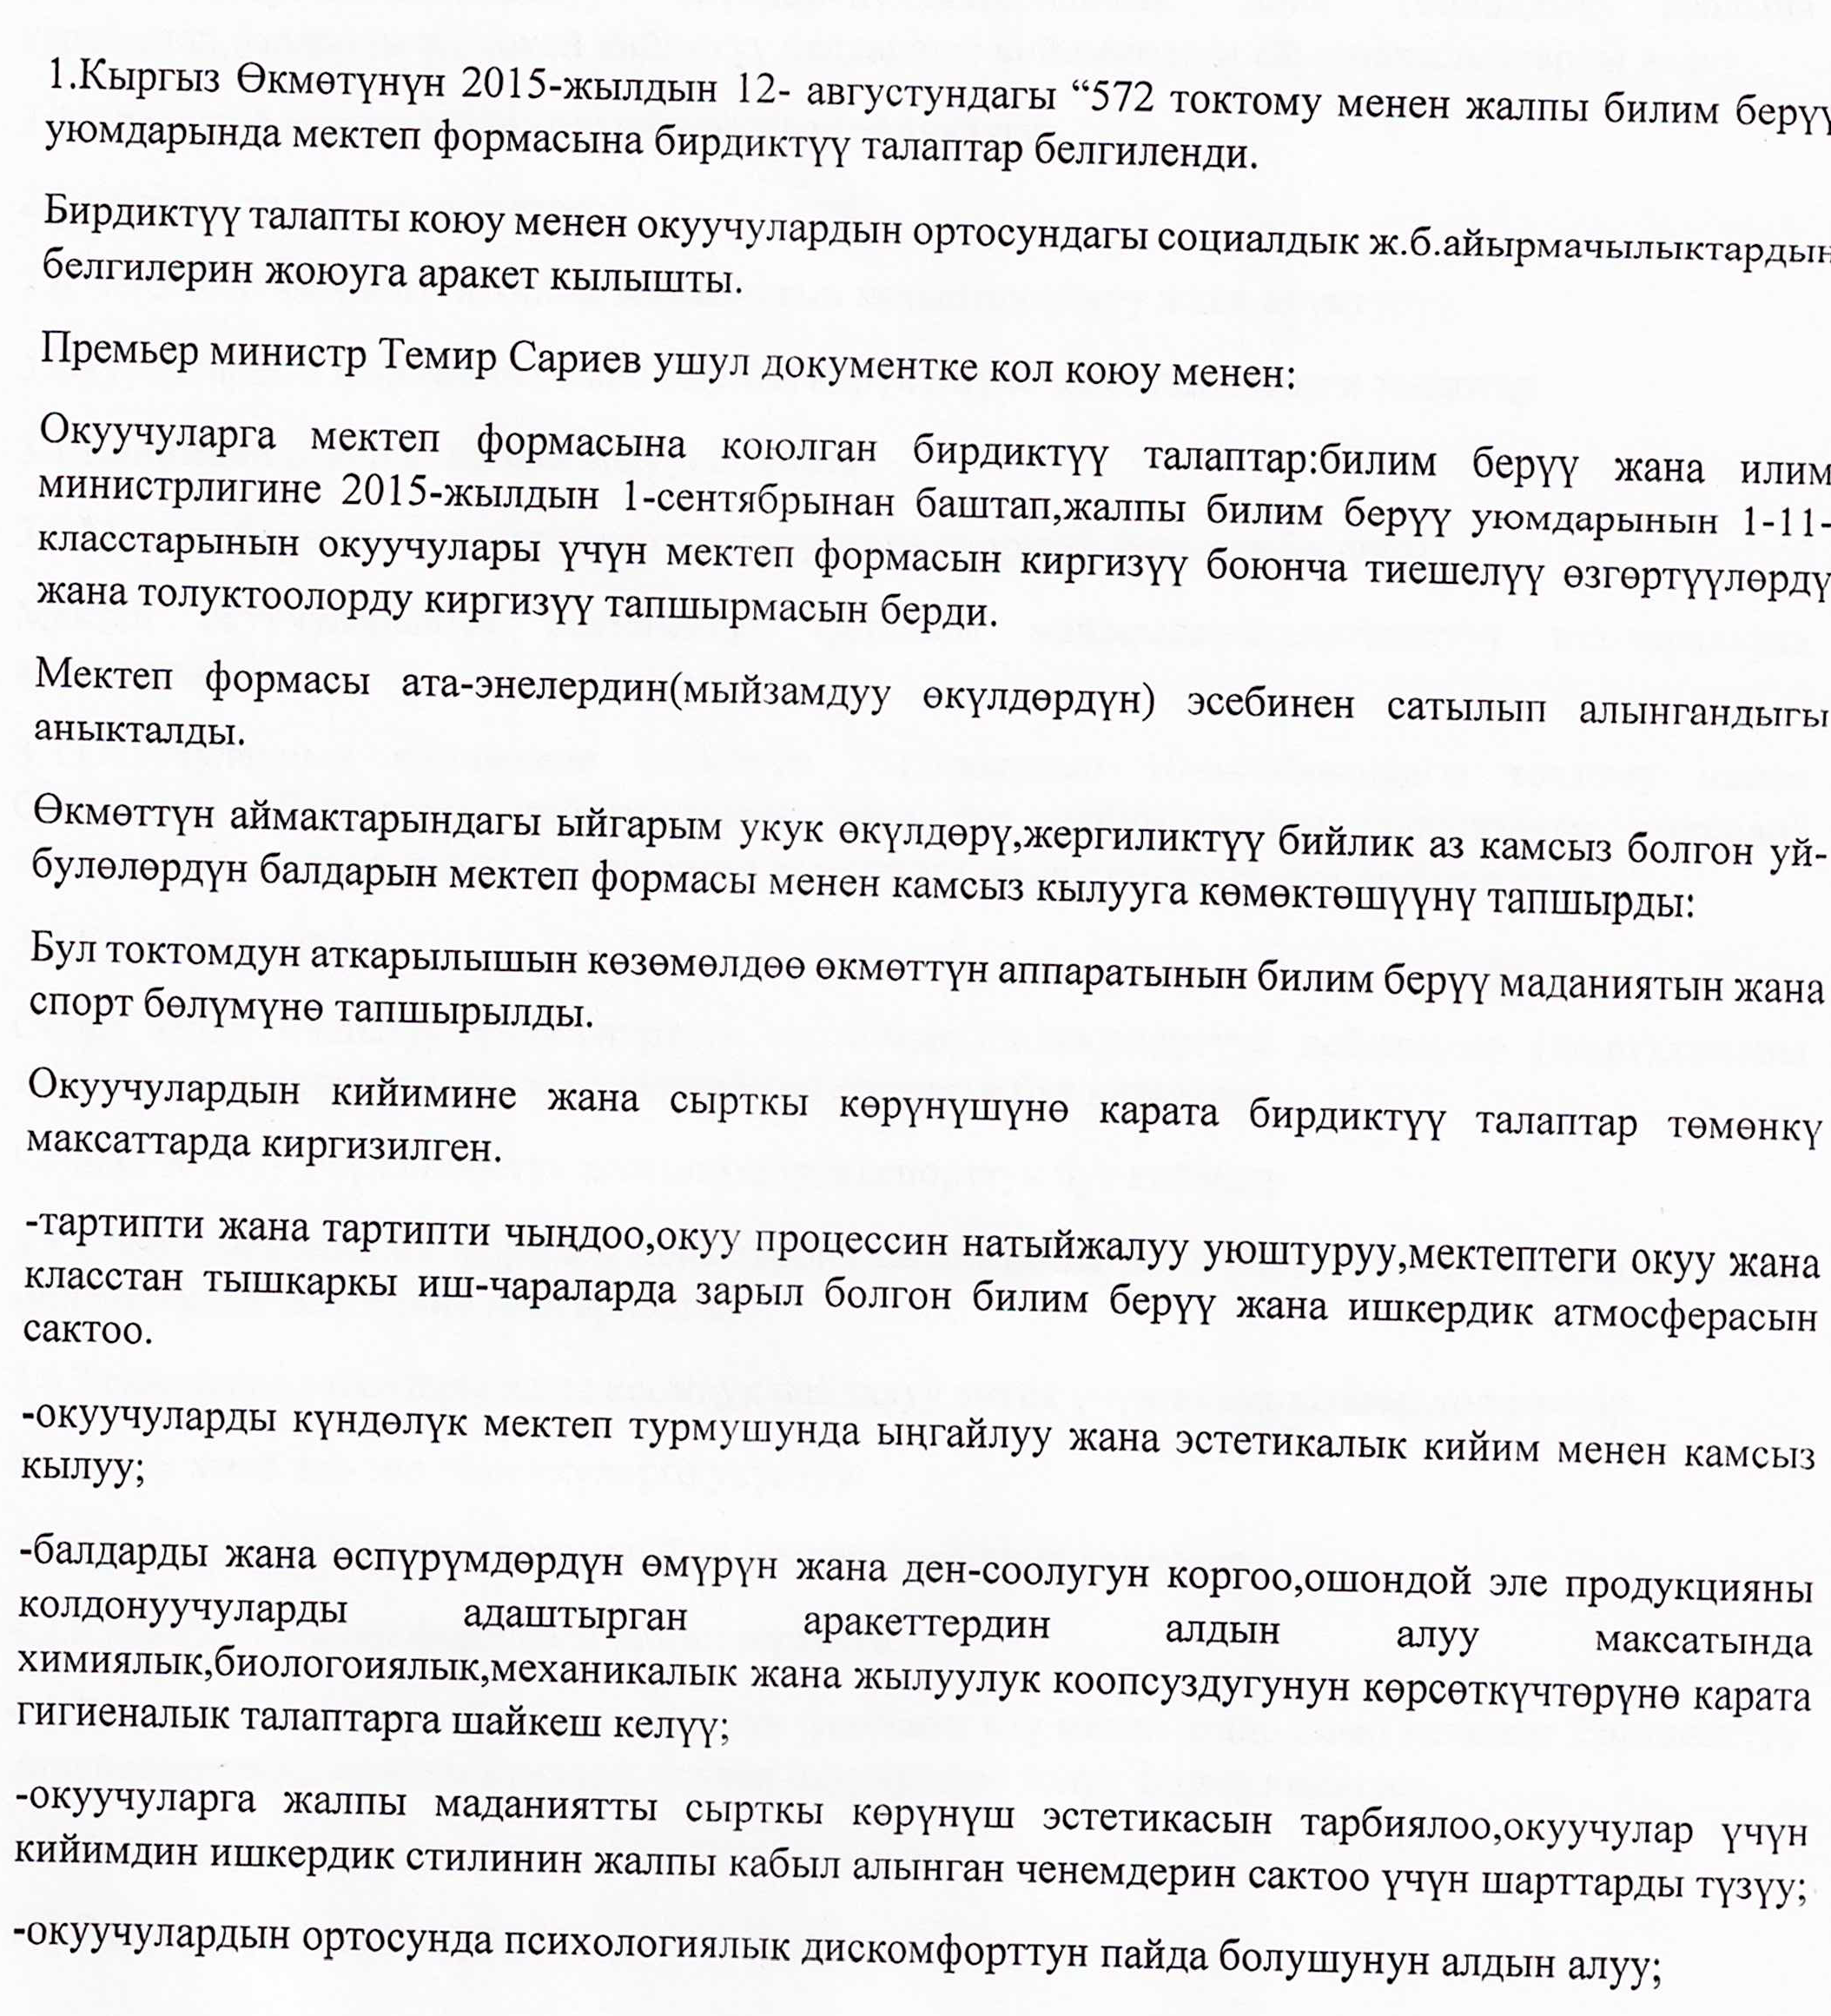 1.Кыргыз Өкмөтүнүн 2015-жылдын 12- августундагы “572 токтому менен жалпы билим берүү
уюмдарында мектеп формасына бирдиктүү талаптар белгиленди.
Бирдиктүү талапты коюу менен окуучулардын ортосундагы социалдык ж.б.айырмачылыктардын
белгилерин жоюуга аракет кылышты.
Премьер министр Темир Сариев ушул документке кол коюу менен:
Окуучуларга мектеп формасына коюлган бирдиктүү талаптар:билим берүү жана илим
министрлигине 2015-жылдын 1-сентябрынан баштап,жалпы билим берүү уюмдарынын 1-11-
класстарынын окуучулары үчүн мектеп формасын киргизүү боюнча тиешелүү өзгөртүүлөрдү
жана толуктоолорду киргизүү тапшырмасын берди.
Мектеп формасы ата-энелердин(мыйзамдуу өкүлдөрдүн) эсебинен сатылып алынгандыгы
аныкталды.
Өкмөттүн аймактарындагы ыйгарым укук өкүлдөрү,жергиликтүү бийлик аз камсыз болгон уй-
булөлөрдүн балдарын мектеп формасы менен камсыз кылууга көмөктөшүүнү тапшырды:
Бул токтомдун аткарылышын көзөмөлдөө өкмөттүн аппаратынын билим берүү маданиятын жана
спорт бөлүмүнө тапшырылды.
Окуучулардын кийимине жана сырткы көрүнүшүнө карата бирдиктүү талаптар төмөнкү
максаттарда киргизилген.
-тартипти жана тартипти чыңдоо,окуу процессин натыйжалуу уюштуруу,мектептеги окуу жана
класстан тышкаркы иш-чараларда зарыл болгон билим берүү жана ишкердик атмосферасын
сактоо.
-окуучуларды күндөлүк мектеп турмушунда ыңгайлуу жана эстетикалык кийим менен камсыз
кылуу;
-балдарды жана өспүрүмдөрдүн өмүрүн жана ден-соолугун коргоо,ошондой эле продукцияны
колдонуучуларды адаштырган аракеттердин алдын алуу максатында
химиялык,биологоиялык,механикалык жана жылуулук коопсуздугунун көрсөткүчтөрүнө карата
гигиеналык талаптарга шайкеш келүү;
-окуучуларга жалпы маданиятты сырткы көрүнүш эстетикасын тарбиялоо,окуучулар үчүн
кийимдин ишкердик стилинин жалпы кабыл алынган ченемдерин сактоо үчүн шарттарды түзүү;
-окуучулардын ортосунда психологиялык дискомфорттун пайда болушунун алдын алуу;